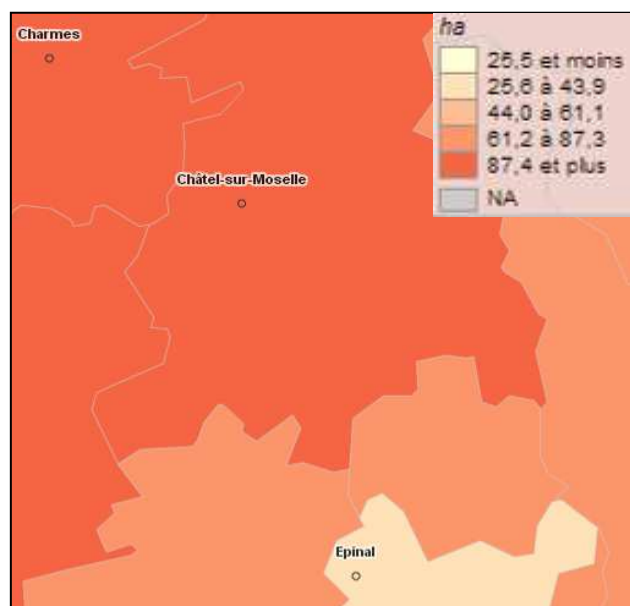 Charmes
ha
25,5 et moins
25,6 à 43,9
44,0 à 61,1
61,2 à 87,3
87,4 et plus
NA
Châtel-sur-Moselle
Epinal